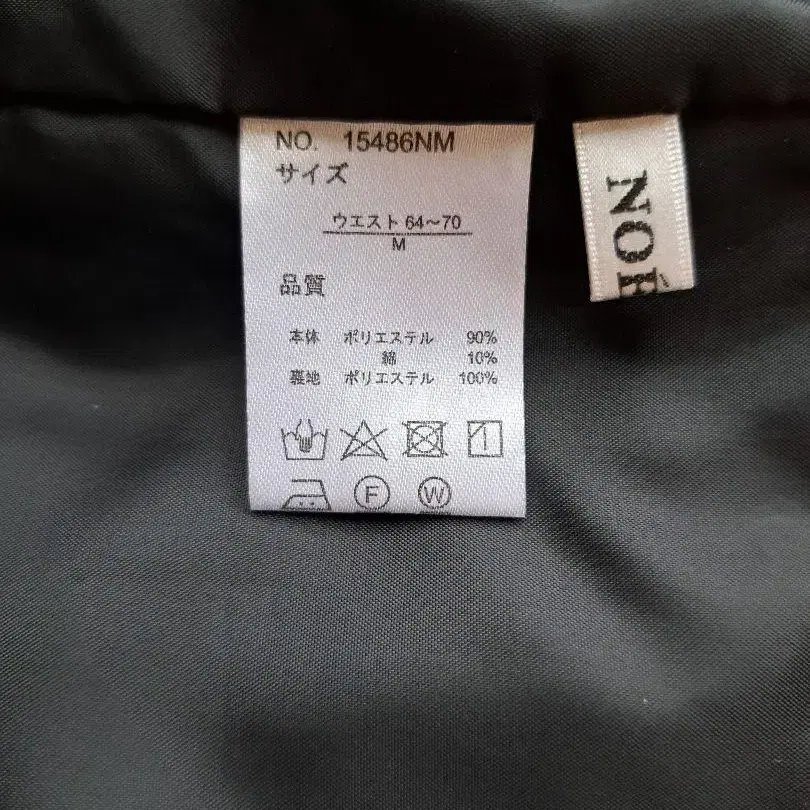 NO. 15486NM
サイズ
ウエスト 64～70
M
品質
本体 ポリエステル 90%
綿 10%
裏地 ポリエステル 100%
F W
NOE